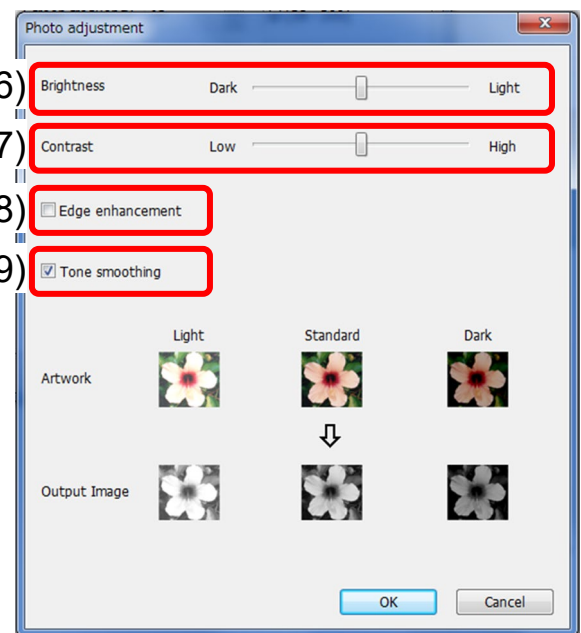 Photo adjustment
6) Brightness Dark Light
7) Contrast Low High
8) Edge enhancement
9) Tone smoothing
Light Standard Dark
Artwork
Output Image
OK Cancel